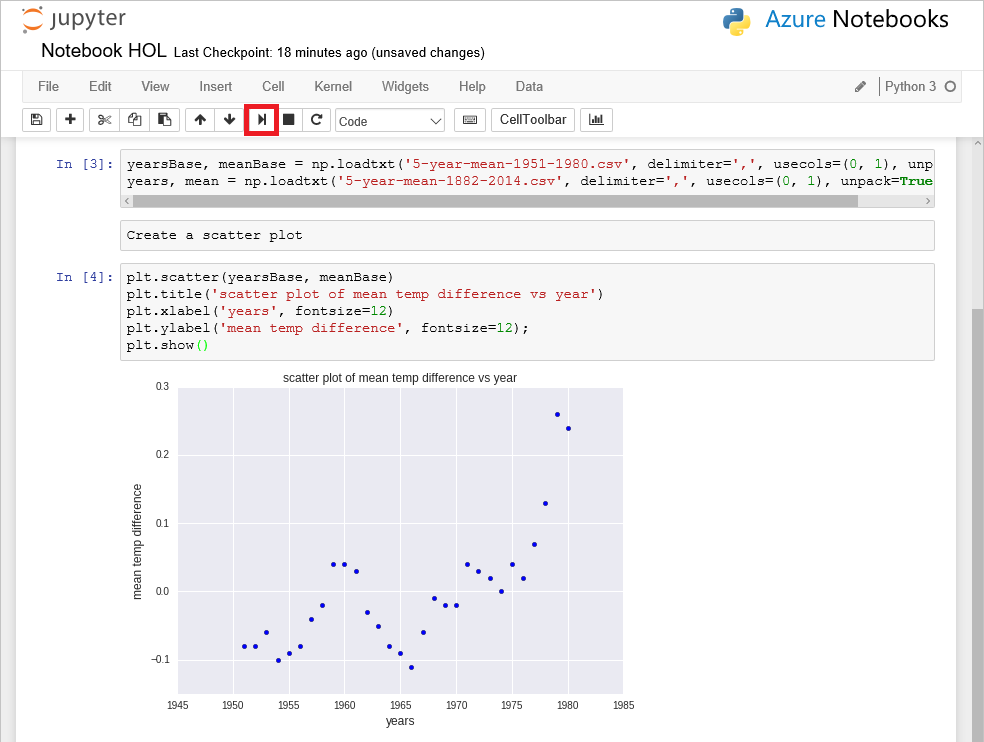 jupyter
Azure Notebooks
Notebook HOL Last Checkpoint: 18 minutes ago (unsaved changes)
File Edit View Insert Cell Kernel Widgets Help Data Python 3
Code CellToolbar
In [3]: yearsBase, meanBase = np.loadtxt('5-year-mean-1951-1980.csv', delimiter=',', usecols=(0, 1), unp
years, mean = np.loadtxt('5-year-mean-1882-2014.csv', delimiter=',', usecols=(0, 1), unpack=True
Create a scatter plot
In [4]: plt.scatter(yearsBase, meanBase)
plt.title('scatter plot of mean temp difference vs year')
plt.xlabel('years', fontsize=12)
plt.ylabel('mean temp difference', fontsize=12);
plt.show()
scatter plot of mean temp difference vs year
0.3
0.2
0.1
0.0
−0.1
mean temp difference
1945 1950 1955 1960 1965 1970 1975 1980 1985
years